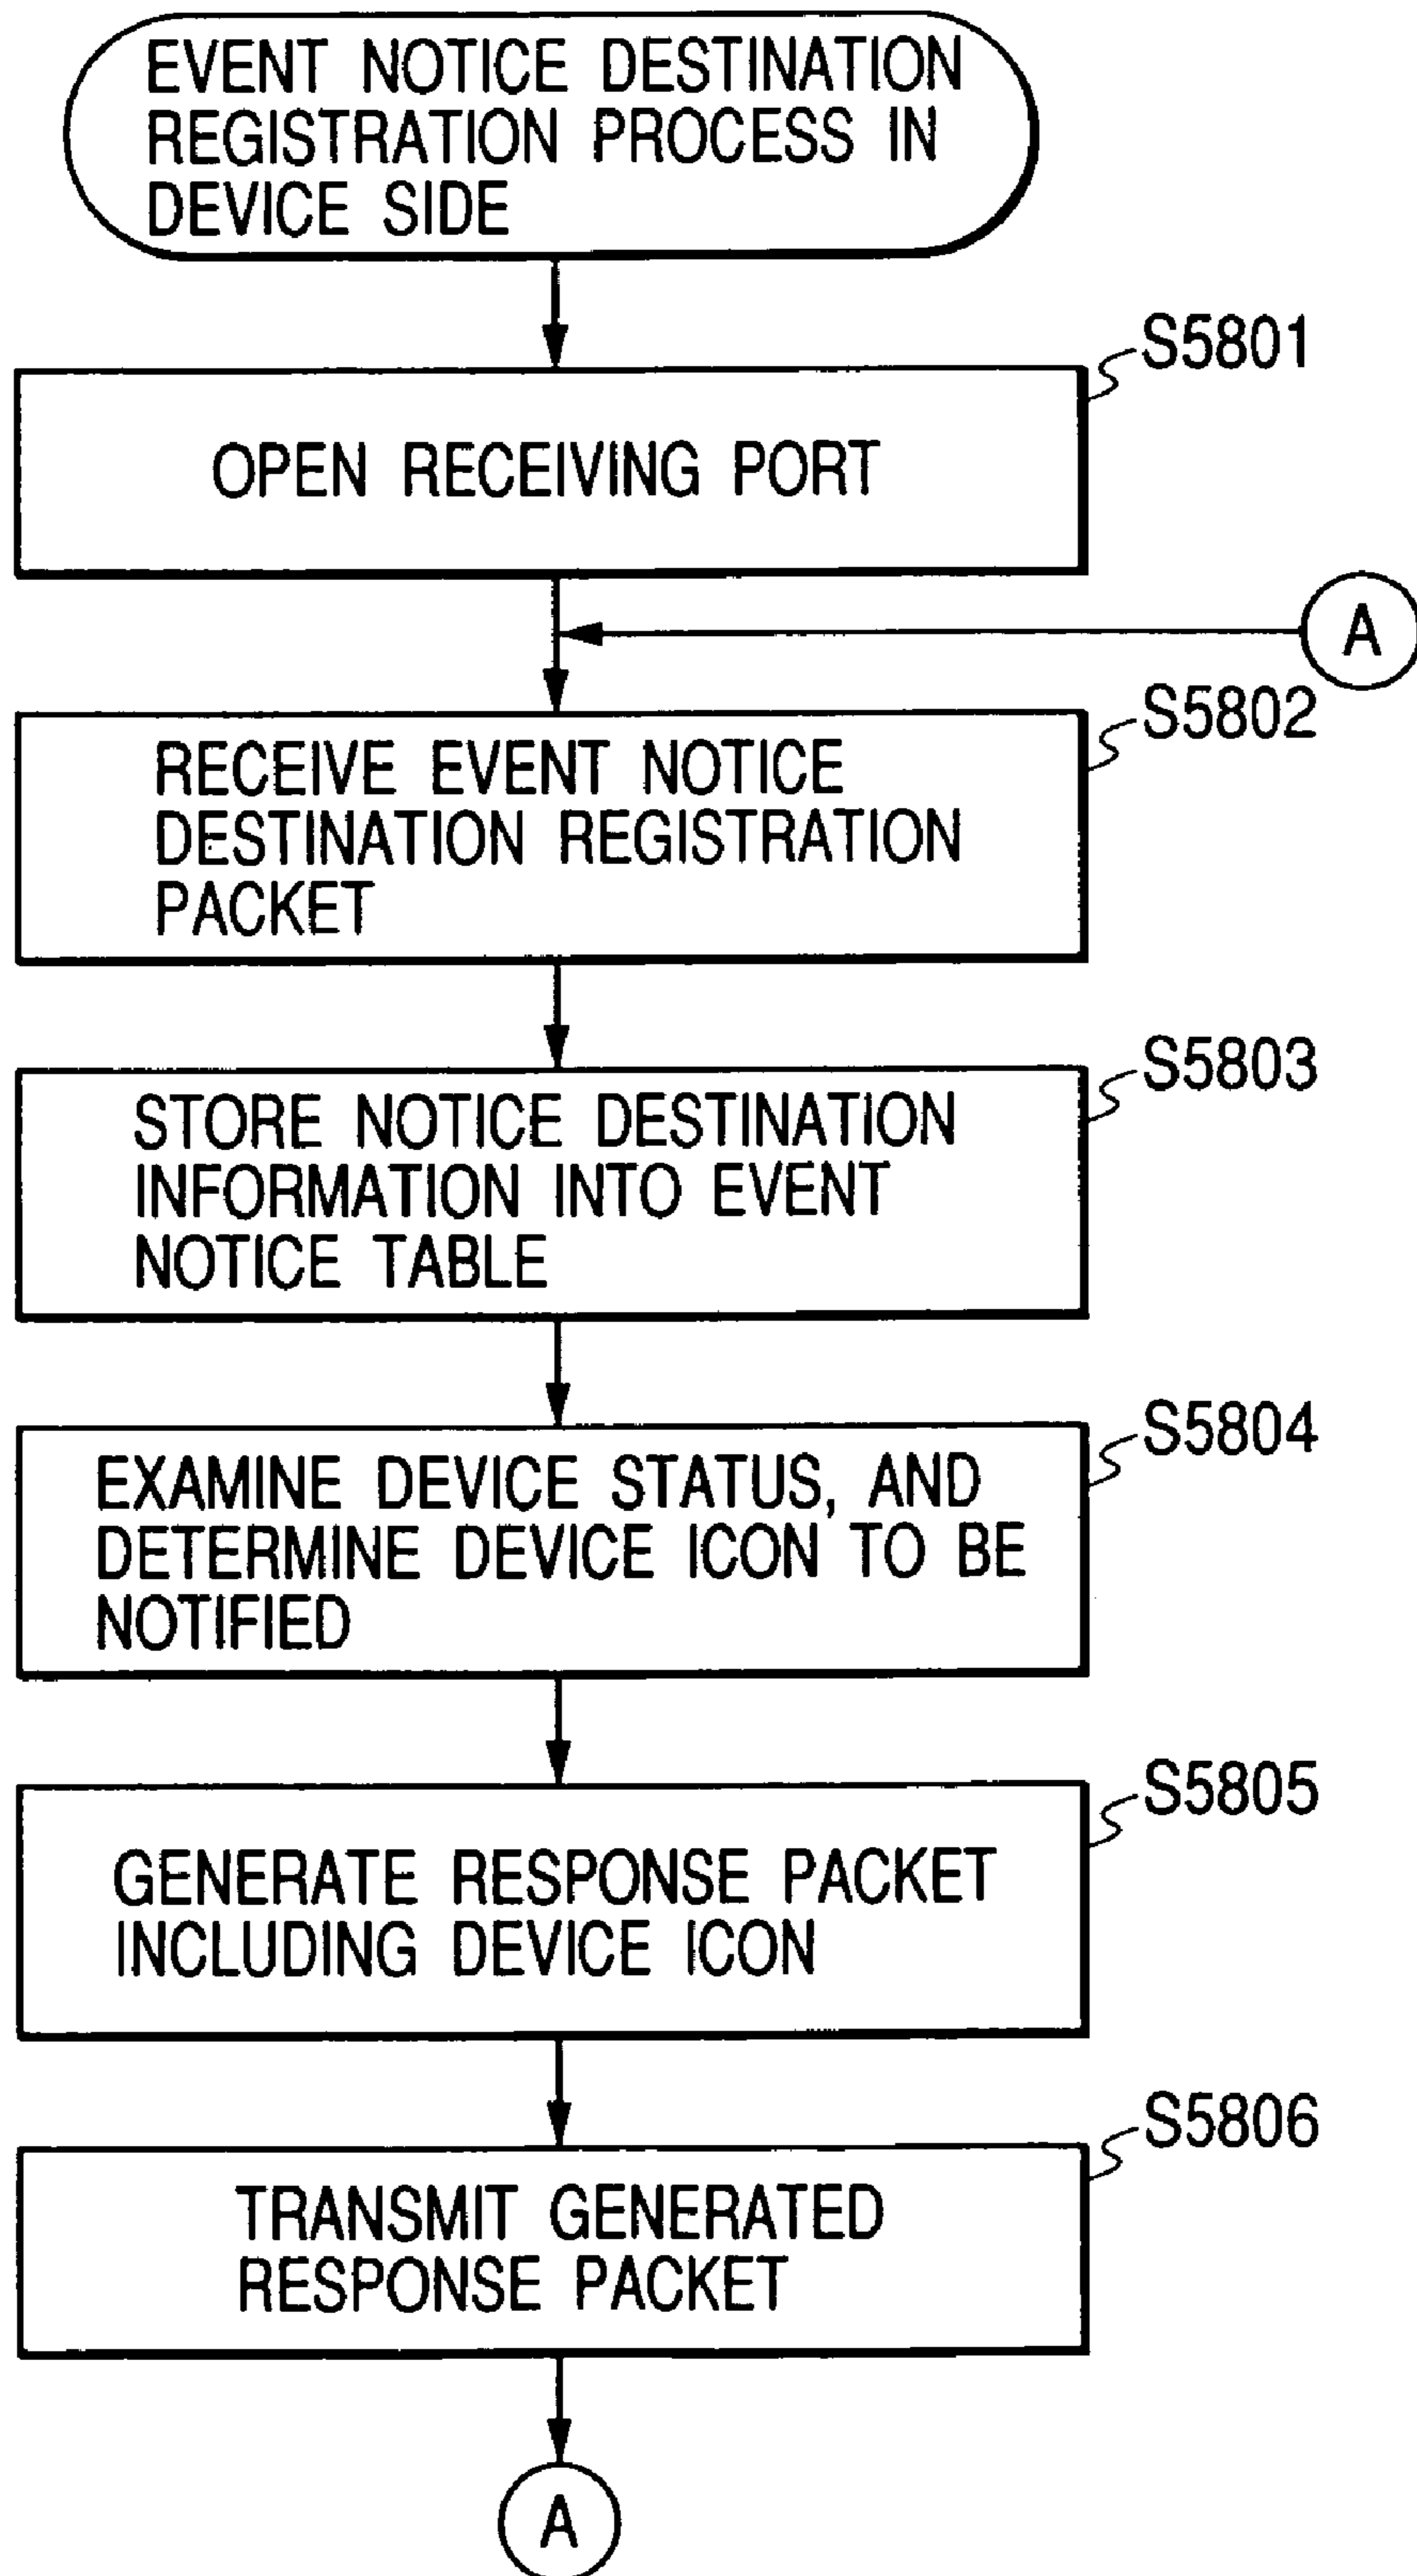 EVENT NOTICE DESTINATION
REGISTRATION PROCESS IN
DEVICE SIDE
S5801
OPEN RECEIVING PORT
A
S5802
RECEIVE EVENT NOTICE
DESTINATION REGISTRATION
PACKET
S5803
STORE NOTICE DESTINATION
INFORMATION INTO EVENT
NOTICE TABLE
S5804
EXAMINE DEVICE STATUS, AND
DETERMINE DEVICE ICON TO BE
NOTIFIED
S5805
GENERATE RESPONSE PACKET
INCLUDING DEVICE ICON
S5806
TRANSMIT GENERATED
RESPONSE PACKET
A